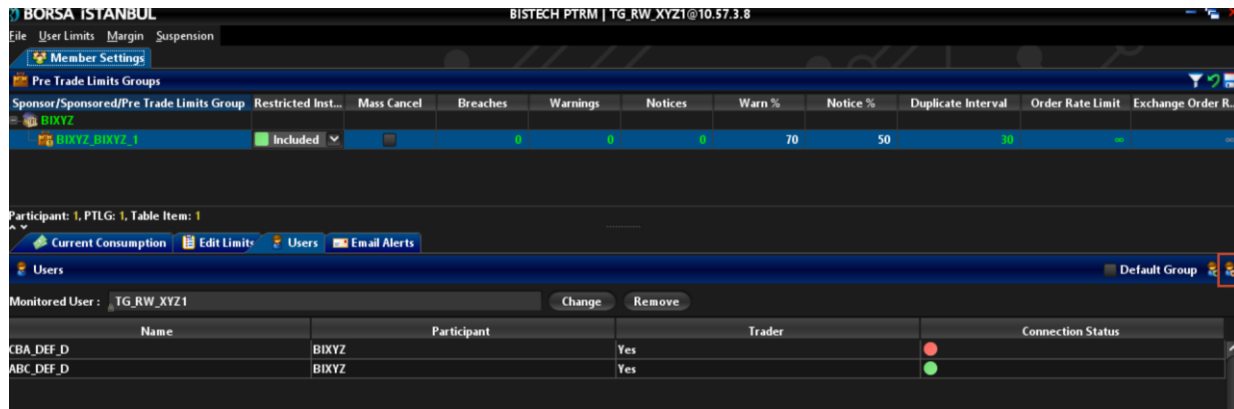 BORSA İSTANBUL BISTECH PTRM | TG_RW_XYZ1@10.57.3.8
File User Limits Margin Suspension
Member Settings
Pre Trade Limits Groups
Sponsor/Sponsored/Pre Trade Limits Group Restricted Inst... Mass Cancel Breaches Warnings Notices Warn % Notice % Duplicate Interval Order Rate Limit Exchange Order R...
BIXYZ
BIXYZ_BIXYZ_1 Included 0 0 0 70 50 30 ∞ ∞
Participant: 1, PTLG: 1, Table Item: 1
Current Consumption Edit Limits Users Email Alerts
Users Default Group
Monitored User : TG_RW_XYZ1 Change Remove
Name Participant Trader Connection Status
CBA_DEF_D BIXYZ Yes
ABC_DEF_D BIXYZ Yes